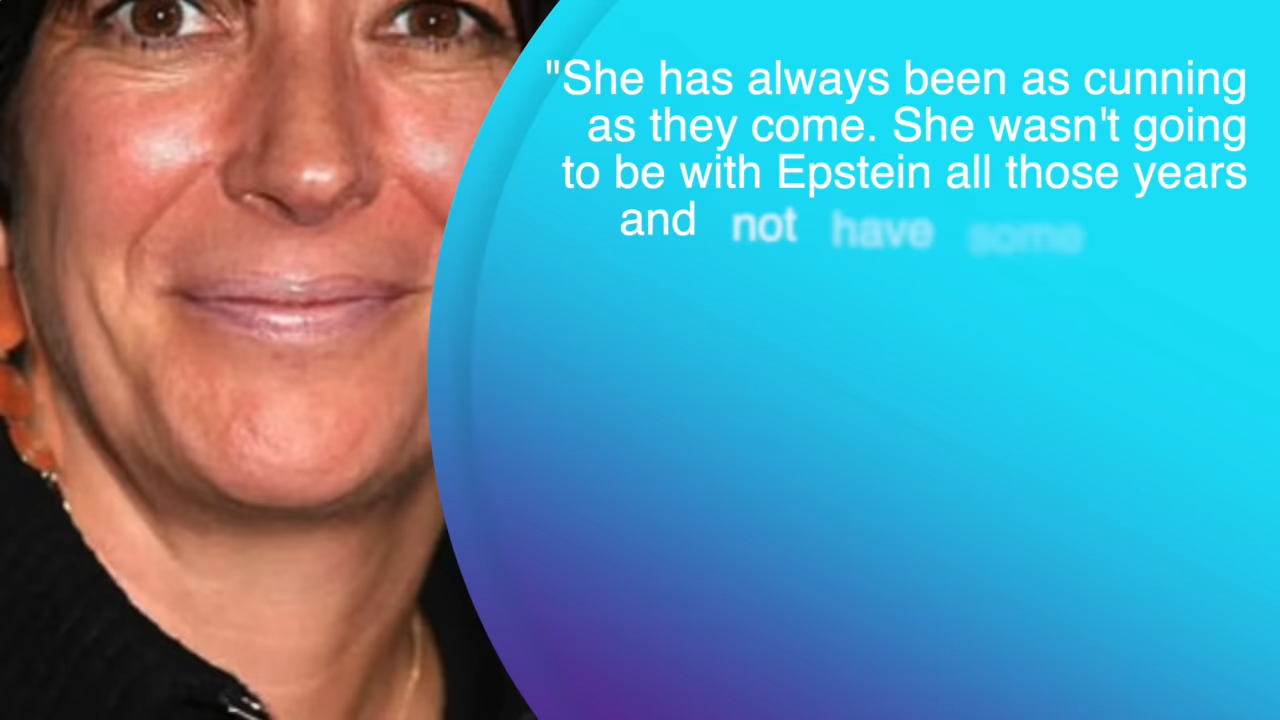 "She has always been as cunning
as they come. She wasn't going
to be with Epstein all those years
and not have some